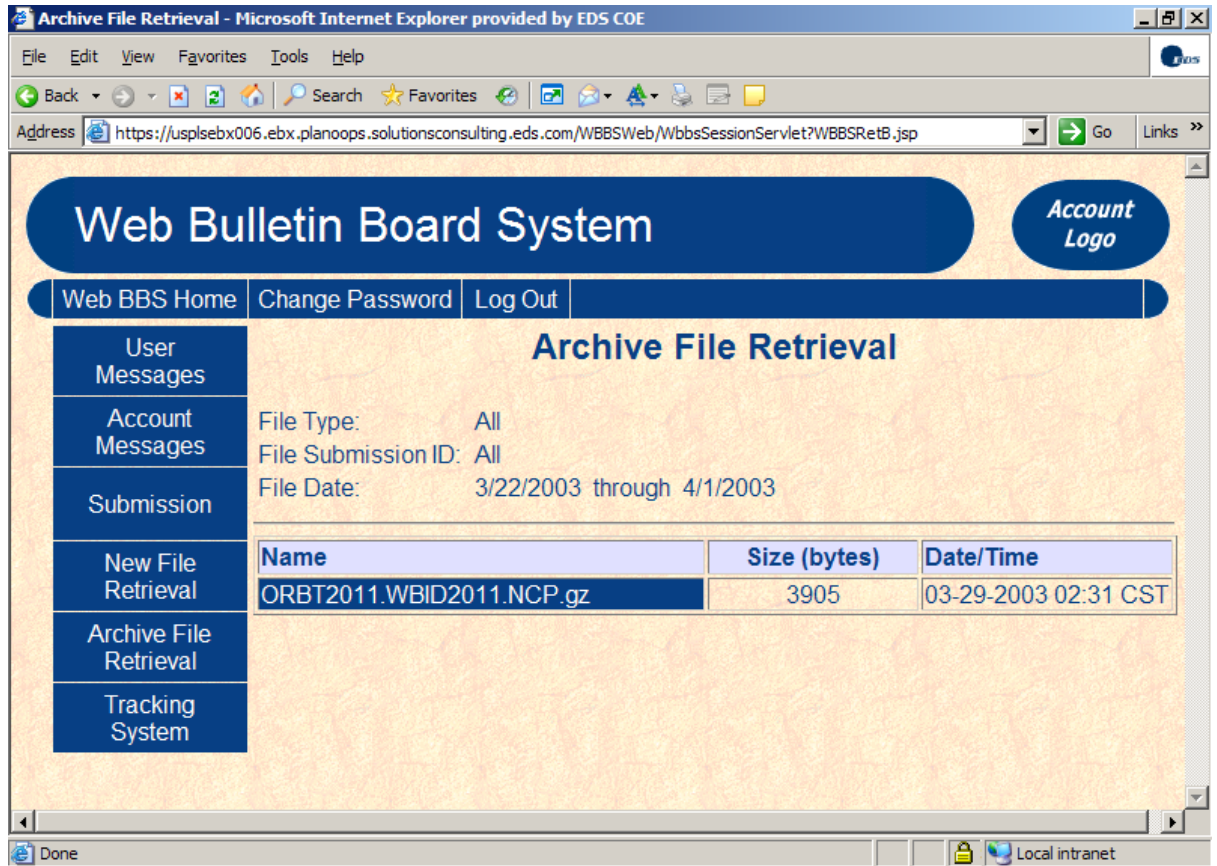 Archive File Retrieval - Microsoft Internet Explorer provided by EDS COE
File Edit View Favorites Tools Help
EDS
Back Search Favorites
Address https://usplsebx006.ebx.planoops.solutionsconsulting.eds.com/WBBSWeb/WbbsSessionServlet?WBBSRetB.jsp Go Links »
Web Bulletin Board System
Account
Logo
Web BBS Home Change Password Log Out
User
Messages
Account
Messages
Submission
New File
Retrieval
Archive File
Retrieval
Tracking
System
Archive File Retrieval
File Type: All
File Submission ID: All
File Date: 3/22/2003 through 4/1/2003
Name Size (bytes) Date/Time
ORBT2011.WBID2011.NCP.gz 3905 03-29-2003 02:31 CST
Done Local intranet